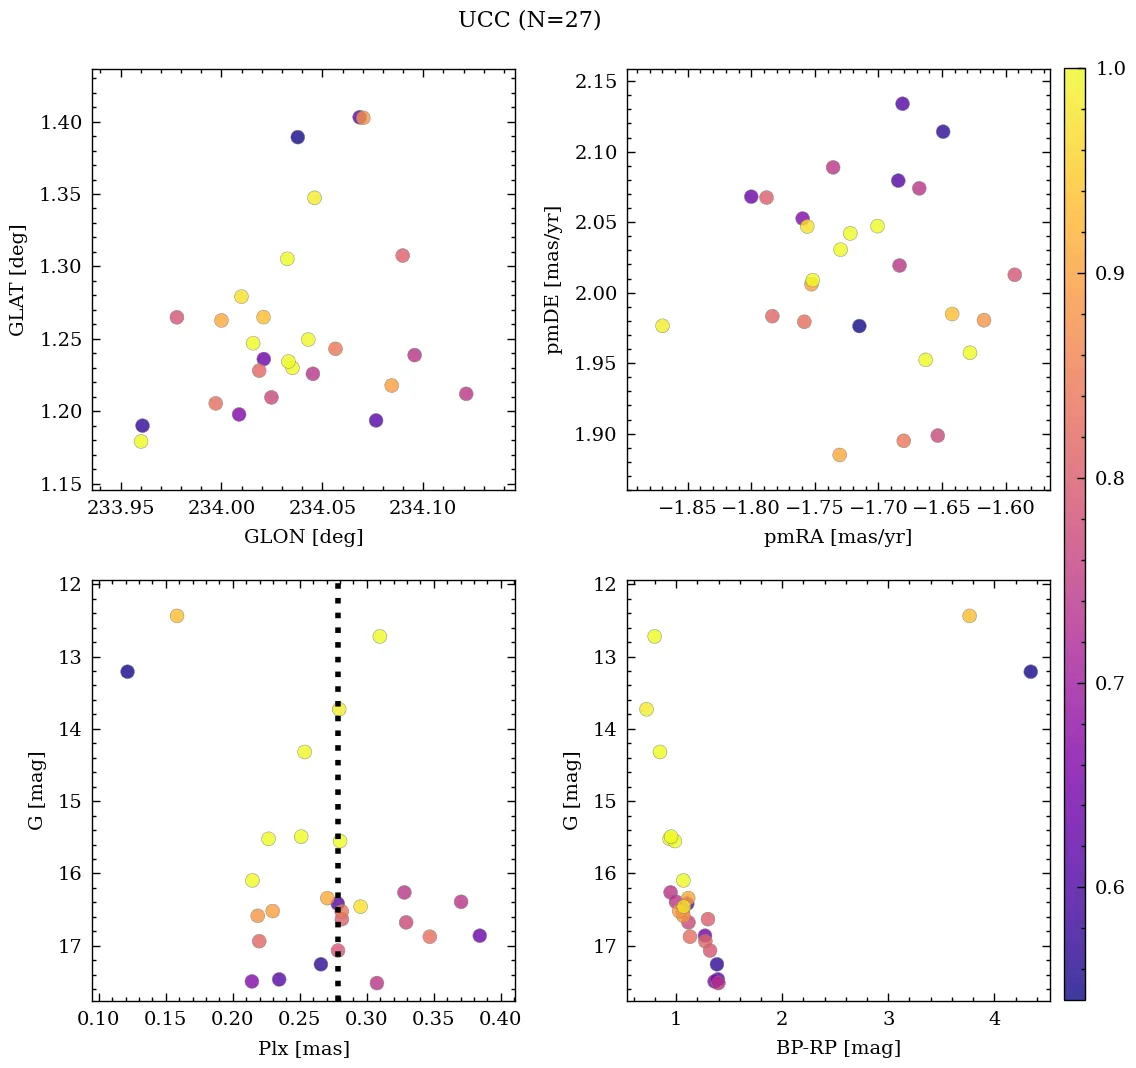 UCC (N=27)
1.40
1.35
1.30
1.25
1.20
1.15
GLAT [deg]
233.95 234.00 234.05 234.10
GLON [deg]
2.15
2.10
2.05
2.00
1.95
1.90
pmDE [mas/yr]
−1.85 −1.80 −1.75 −1.70 −1.65 −1.60
pmRA [mas/yr]
12
13
14
15
16
17
G [mag]
0.10 0.15 0.20 0.25 0.30 0.35 0.40
Plx [mas]
12
13
14
15
16
17
G [mag]
1 2 3 4
BP-RP [mag]
1.0
0.9
0.8
0.7
0.6